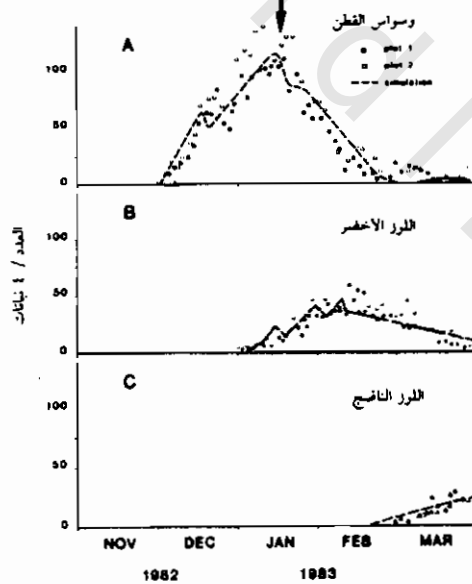 وسواس القطن
A
plot 1
plot 2
simulation
100
50
0
B
اللوز الأخضر
100
50
0
العدد / ٤ نباتات
C
اللوز الناضج
100
50
0
NOV DEC JAN FEB MAR
1982 1983